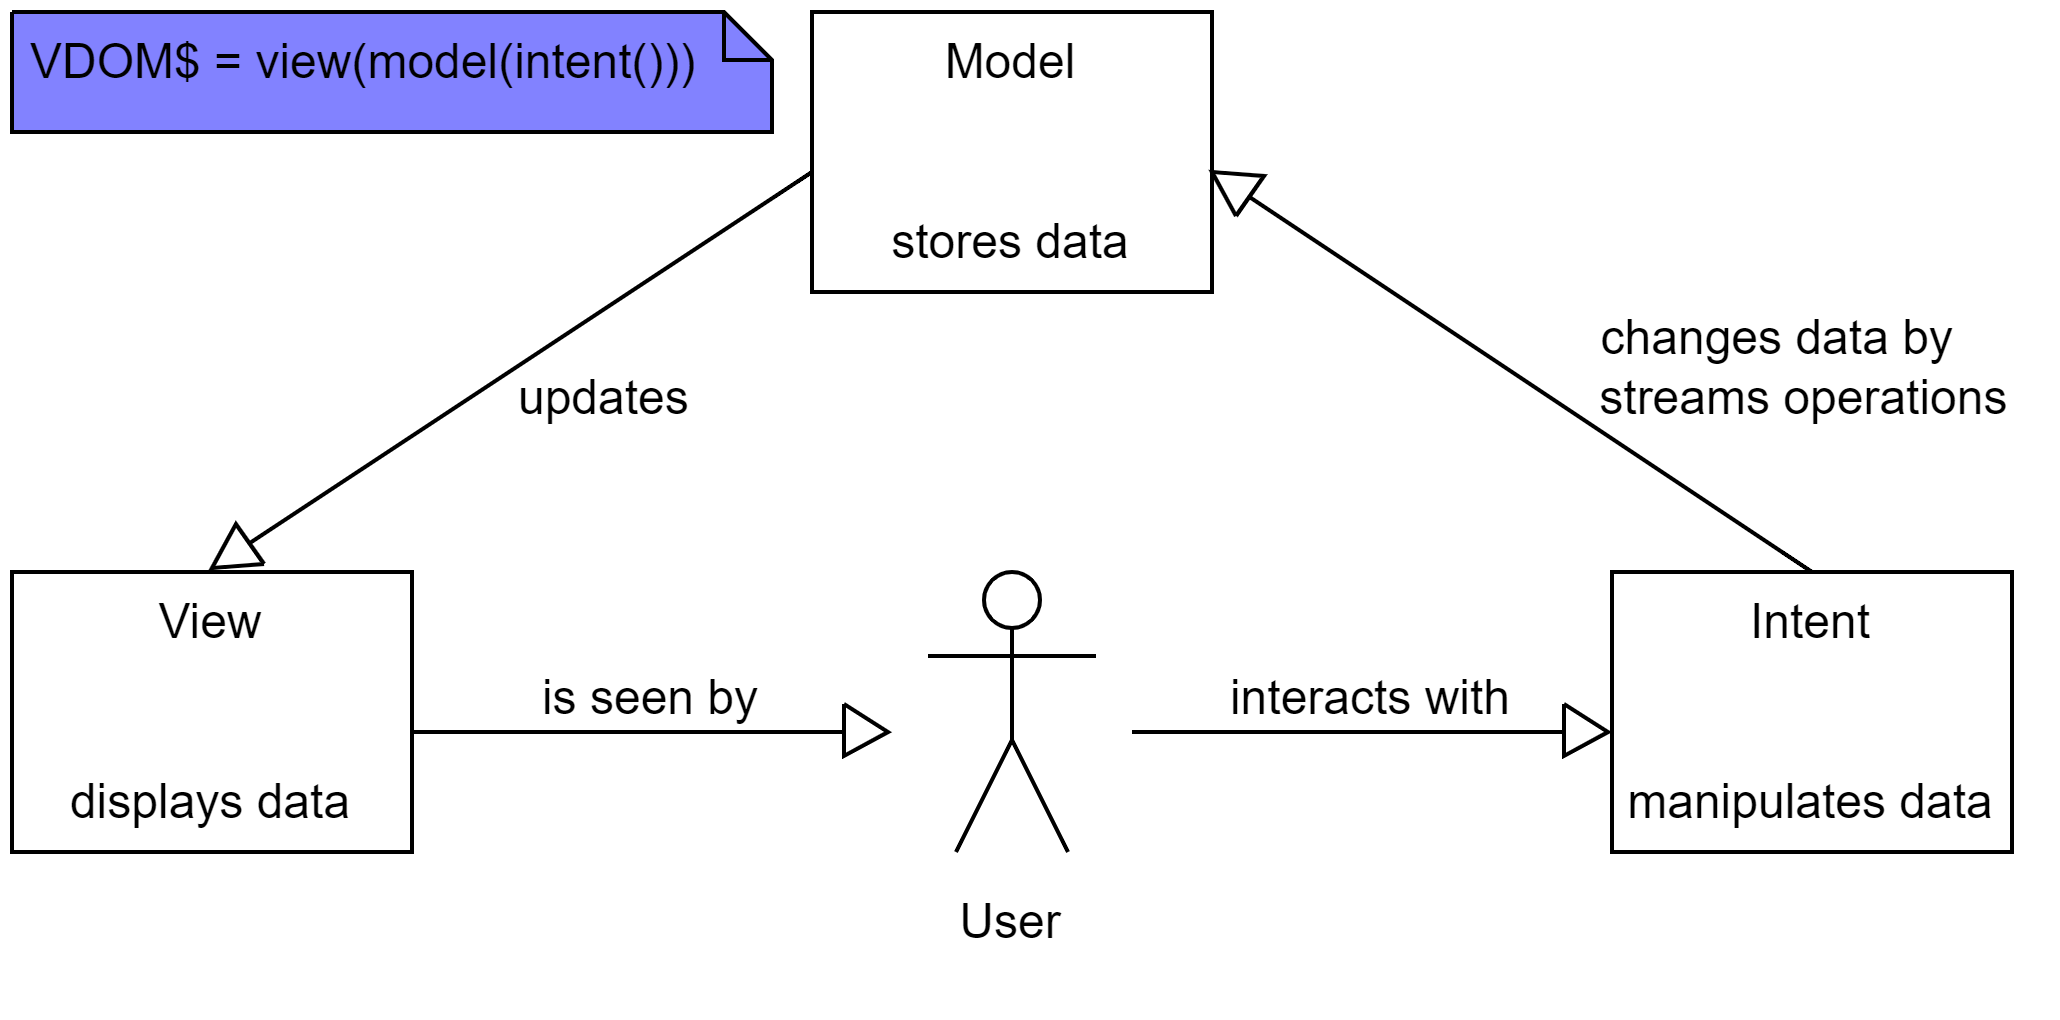 VDOM$ = view(model(intent()))
Model
stores data
updates
changes data by
streams operations
View
displays data
is seen by
User
interacts with
Intent
manipulates data